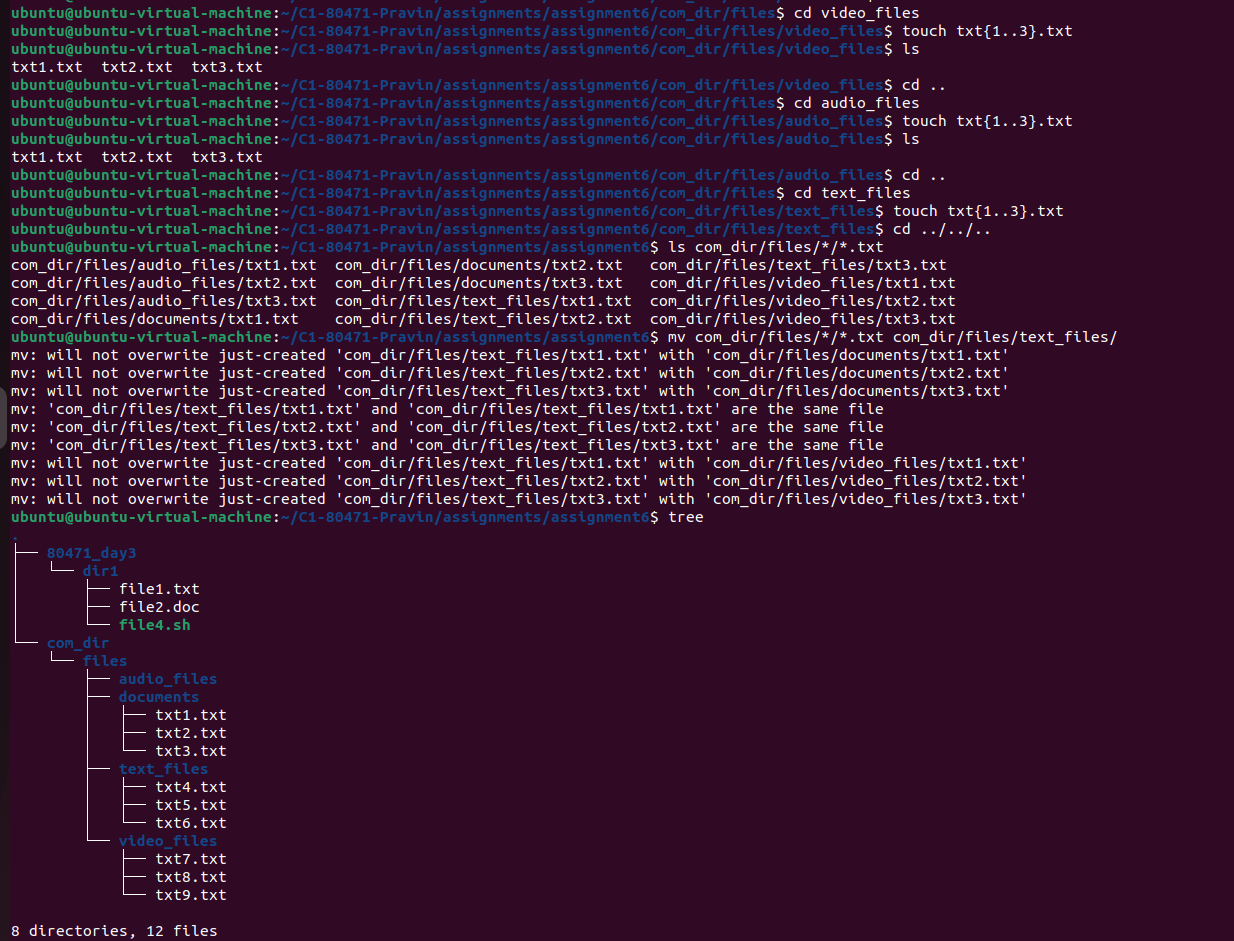 ubuntu@ubuntu-virtual-machine:~/C1-80471-Pravin/assignments/assignment6/com_dir/files$ cd video_files
ubuntu@ubuntu-virtual-machine:~/C1-80471-Pravin/assignments/assignment6/com_dir/files/video_files$ touch txt{1..3}.txt
ubuntu@ubuntu-virtual-machine:~/C1-80471-Pravin/assignments/assignment6/com_dir/files/video_files$ ls
txt1.txt  txt2.txt  txt3.txt
ubuntu@ubuntu-virtual-machine:~/C1-80471-Pravin/assignments/assignment6/com_dir/files/video_files$ cd ..
ubuntu@ubuntu-virtual-machine:~/C1-80471-Pravin/assignments/assignment6/com_dir/files$ cd audio_files
ubuntu@ubuntu-virtual-machine:~/C1-80471-Pravin/assignments/assignment6/com_dir/files/audio_files$ touch txt{1..3}.txt
ubuntu@ubuntu-virtual-machine:~/C1-80471-Pravin/assignments/assignment6/com_dir/files/audio_files$ ls
txt1.txt  txt2.txt  txt3.txt
ubuntu@ubuntu-virtual-machine:~/C1-80471-Pravin/assignments/assignment6/com_dir/files/audio_files$ cd ..
ubuntu@ubuntu-virtual-machine:~/C1-80471-Pravin/assignments/assignment6/com_dir/files$ cd text_files
ubuntu@ubuntu-virtual-machine:~/C1-80471-Pravin/assignments/assignment6/com_dir/files/text_files$ touch txt{1..3}.txt
ubuntu@ubuntu-virtual-machine:~/C1-80471-Pravin/assignments/assignment6/com_dir/files/text_files$ cd ../../..
ubuntu@ubuntu-virtual-machine:~/C1-80471-Pravin/assignments/assignment6$ ls com_dir/files/*/*.txt
com_dir/files/audio_files/txt1.txt  com_dir/files/documents/txt2.txt   com_dir/files/text_files/txt3.txt
com_dir/files/audio_files/txt2.txt  com_dir/files/documents/txt3.txt   com_dir/files/video_files/txt1.txt
com_dir/files/audio_files/txt3.txt  com_dir/files/text_files/txt1.txt  com_dir/files/video_files/txt2.txt
com_dir/files/documents/txt1.txt    com_dir/files/text_files/txt2.txt  com_dir/files/video_files/txt3.txt
ubuntu@ubuntu-virtual-machine:~/C1-80471-Pravin/assignments/assignment6$ mv com_dir/files/*/*.txt com_dir/files/text_files/
mv: will not overwrite just-created 'com_dir/files/text_files/txt1.txt' with 'com_dir/files/documents/txt1.txt'
mv: will not overwrite just-created 'com_dir/files/text_files/txt2.txt' with 'com_dir/files/documents/txt2.txt'
mv: will not overwrite just-created 'com_dir/files/text_files/txt3.txt' with 'com_dir/files/documents/txt3.txt'
mv: 'com_dir/files/text_files/txt1.txt' and 'com_dir/files/text_files/txt1.txt' are the same file
mv: 'com_dir/files/text_files/txt2.txt' and 'com_dir/files/text_files/txt2.txt' are the same file
mv: 'com_dir/files/text_files/txt3.txt' and 'com_dir/files/text_files/txt3.txt' are the same file
mv: will not overwrite just-created 'com_dir/files/text_files/txt1.txt' with 'com_dir/files/video_files/txt1.txt'
mv: will not overwrite just-created 'com_dir/files/text_files/txt2.txt' with 'com_dir/files/video_files/txt2.txt'
mv: will not overwrite just-created 'com_dir/files/text_files/txt3.txt' with 'com_dir/files/video_files/txt3.txt'
ubuntu@ubuntu-virtual-machine:~/C1-80471-Pravin/assignments/assignment6$ tree
.
├── 80471_day3
│   └── dir1
│       ├── file1.txt
│       ├── file2.doc
│       └── file4.sh
└── com_dir
    └── files
        ├── audio_files
        ├── documents
        │   ├── txt1.txt
        │   ├── txt2.txt
        │   └── txt3.txt
        ├── text_files
        │   ├── txt4.txt
        │   ├── txt5.txt
        │   └── txt6.txt
        └── video_files
            ├── txt7.txt
            ├── txt8.txt
            └── txt9.txt
8 directories, 12 files